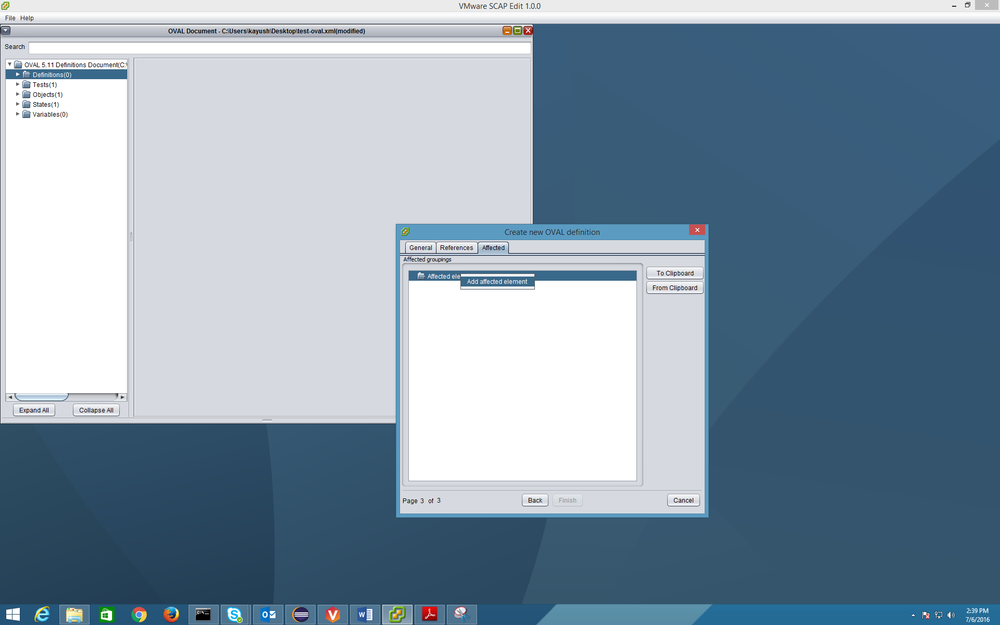 VMware SCAP Edit 1.0.0
File Help
OVAL Document - C:\Users\kayush\Desktop\test-oval.xml(modified)
Search
OVAL 5.11 Definitions Document(C:\
Definitions(0)
Tests(1)
Objects(1)
States(1)
Variables(0)
Expand All Collapse All
Create new OVAL definition
General References Affected
Affected groupings
Affected ele
Add affected element
To Clipboard
From Clipboard
Page 3 of 3
Back Finish Cancel
2:39 PM
7/6/2016